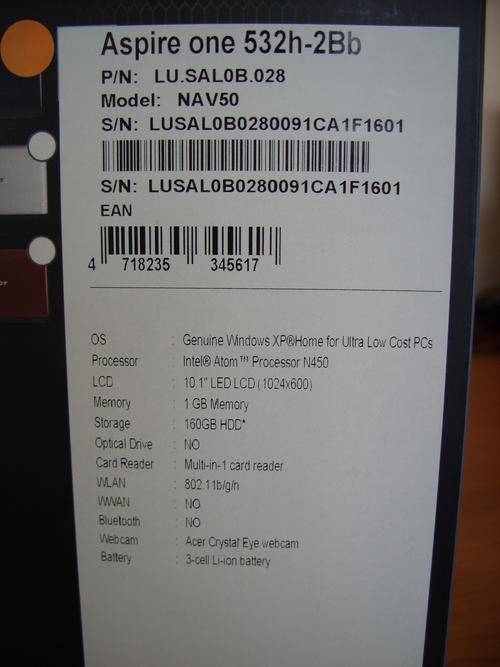 Aspire one 532h-2Bb
P/N: LU.SAL0B.028
Model: NAV50
S/N: LUSAL0B0280091CA1F1601
S/N: LUSAL0B0280091CA1F1601
EAN
4 718235 345617
OS : Genuine Windows XP®Home for Ultra Low Cost PCs
Processor : Intel® Atom™ Processor N450
LCD : 10.1" LED LCD (1024x600)
Memory : 1 GB Memory
Storage : 160GB HDD*
Optical Drive : NO
Card Reader : Multi-in-1 card reader
WLAN : 802.11b/g/n
WWAN : NO
Bluetooth : NO
Webcam : Acer Crystal Eye webcam
Battery : 3-cell Li-ion battery